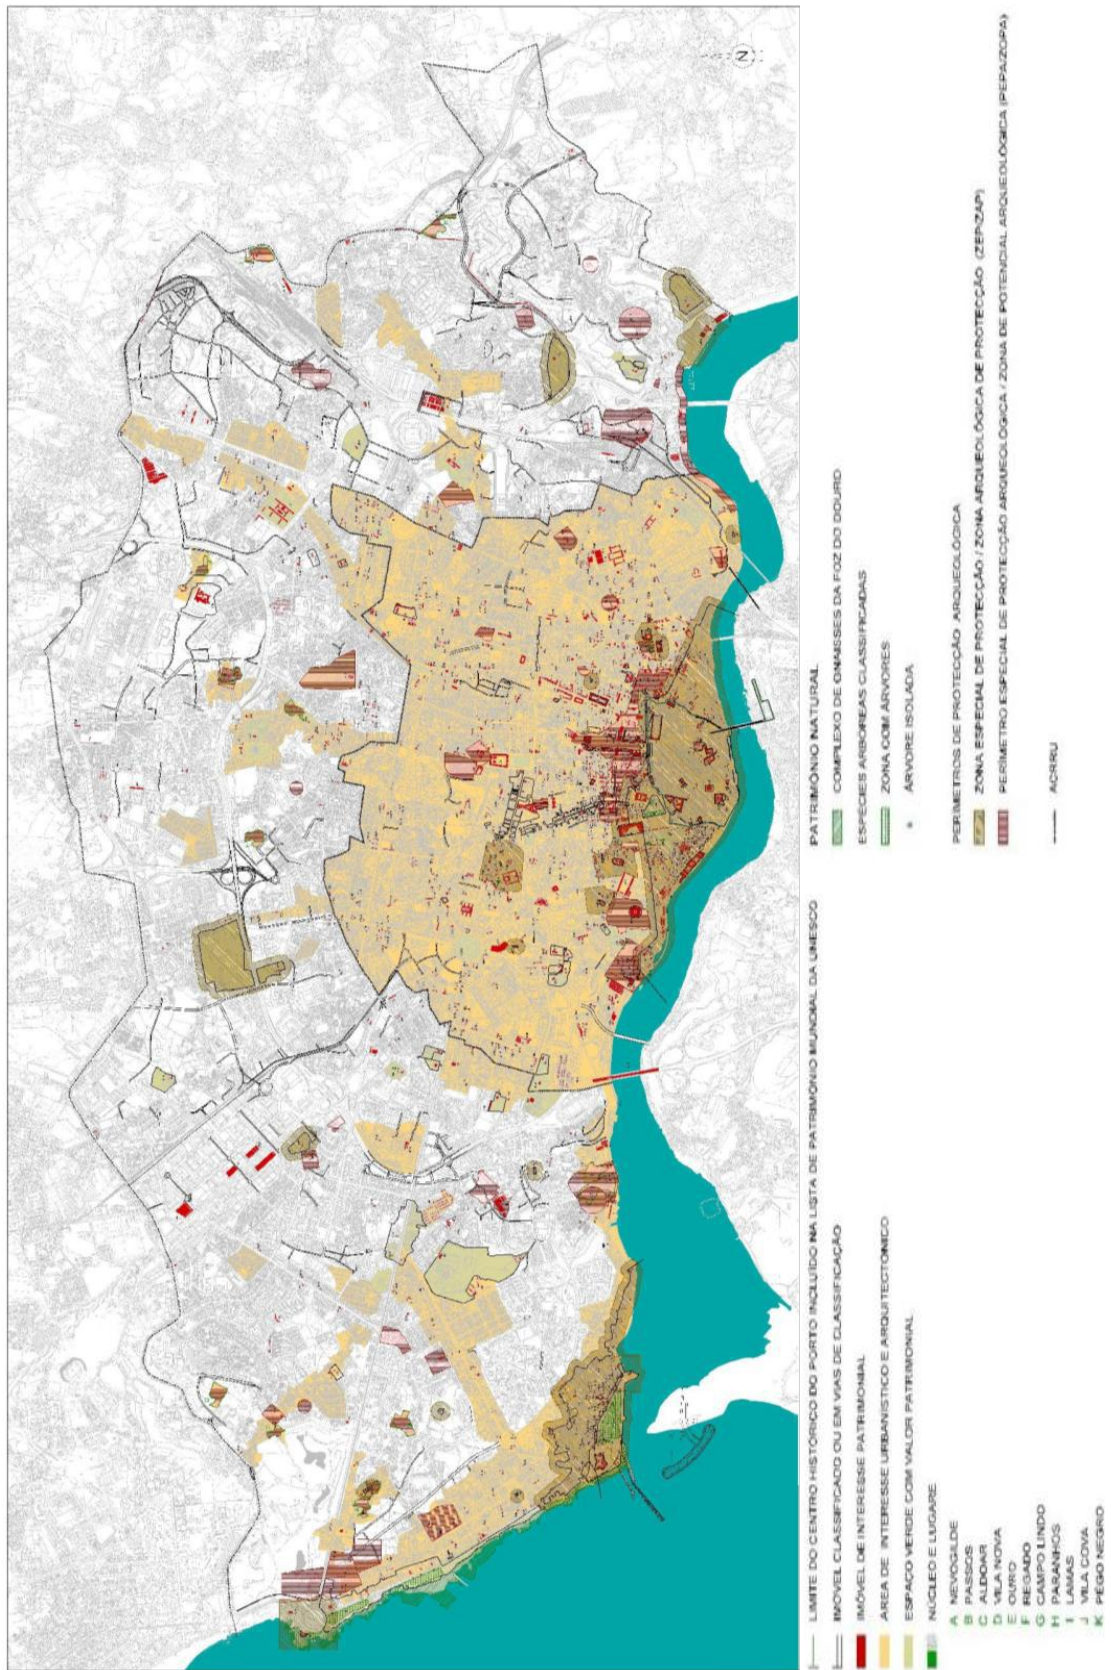 N
LIMITE DO CENTRO HISTÓRICO DO PORTO INCLUÍDO NA LISTA DE PATRIMÓNIO MUNDIAL DA UNESCO
IMÓVEL CLASSIFICADO OU EM VIAS DE CLASSIFICAÇÃO
IMÓVEL DE INTERESSE PATRIMONIAL
ÁREA DE INTERESSE URBANÍSTICO E ARQUITECTÓNICO
ESPAÇO VERDE COM VALOR PATRIMONIAL
NÚCLEO E LUGARE
A NEVOGILDE
B PASSOS
C ALDOAR
D VILA NOVA
E OURO
F REGADO
G CAMPO LINDO
H PARANHOS
I LAMAS
J VILA COVA
K PEGO NEGRO
PATRIMÓNIO NATURAL
COMPLEXO DE GNAISSES DA FOZ DO DOURO
ESPÉCIES ARBÓREAS CLASSIFICADAS
ZONA COM ARVORES
ARVORE ISOLADA
PERÍMETROS DE PROTECÇÃO ARQUEOLÓGICA
ZONA ESPECIAL DE PROTECÇÃO / ZONA ARQUEOLÓGICA DE PROTECÇÃO (ZEP/ZAP)
PERÍMETRO ESPECIAL DE PROTECÇÃO ARQUEOLÓGICA / ZONA DE POTENCIAL ARQUEOLÓGICA (PEPA/ZOPA)
ACRRU